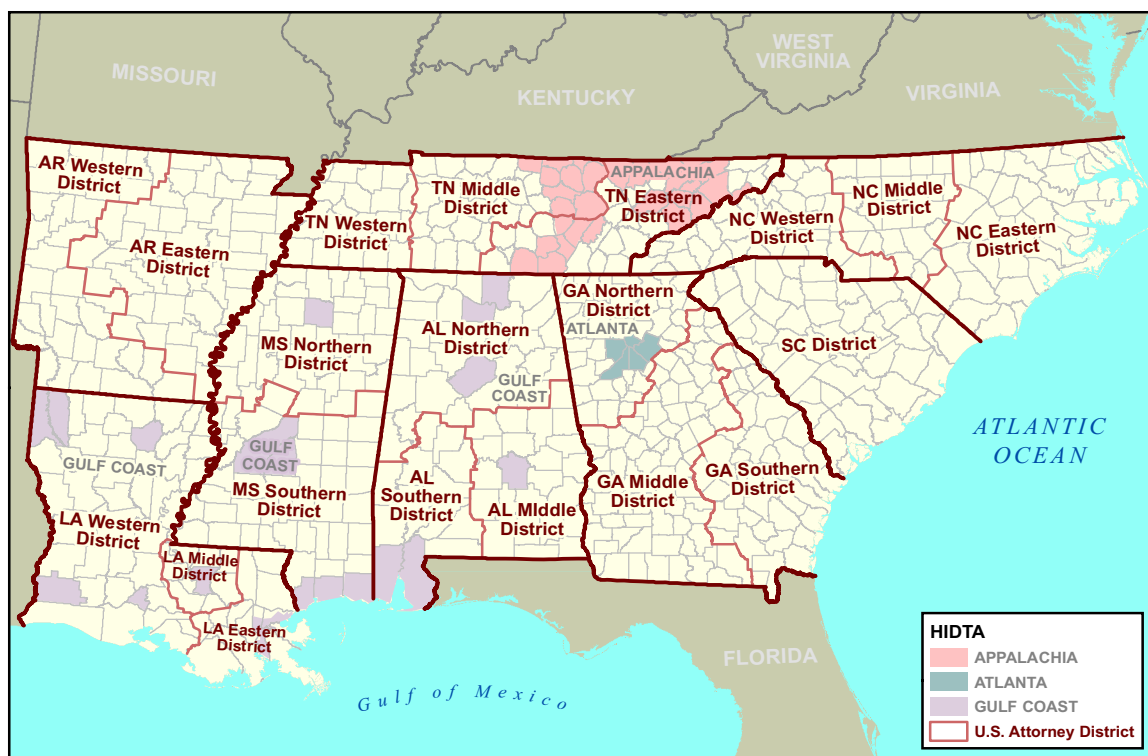 MISSOURI
WEST
VIRGINIA
KENTUCKY
VIRGINIA
AR Western
District
APPALACHIA
TN Middle
District
TN Eastern
District
NC Middle
District
TN Western
District
NC Western
District
NC Eastern
District
AR Eastern
District
GA Northern
District
ATLANTA
AL Northern
District
MS Northern
District
SC District
GULF
COAST
ATLANTIC
OCEAN
GULF
COAST
GULF COAST
AL
Southern
District
GA Middle
District
GA Southern
District
MS Southern
District
AL MIddle
District
LA Western
District
LA Middle
District
LA Eastern
District
FLORIDA
Gulf of Mexico
HIDTA
APPALACHIA
ATLANTA
GULF COAST
U.S. Attorney District